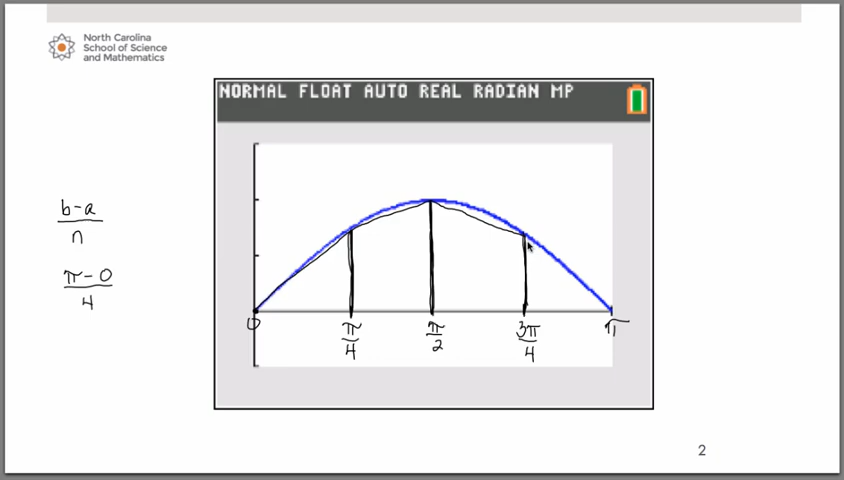 North Carolina
School of Science
and Mathematics
NORMAL FLOAT AUTO REAL RADIAN MP
b-a
n
π-0
4
0
π
4
π
2
3π
4
π
2